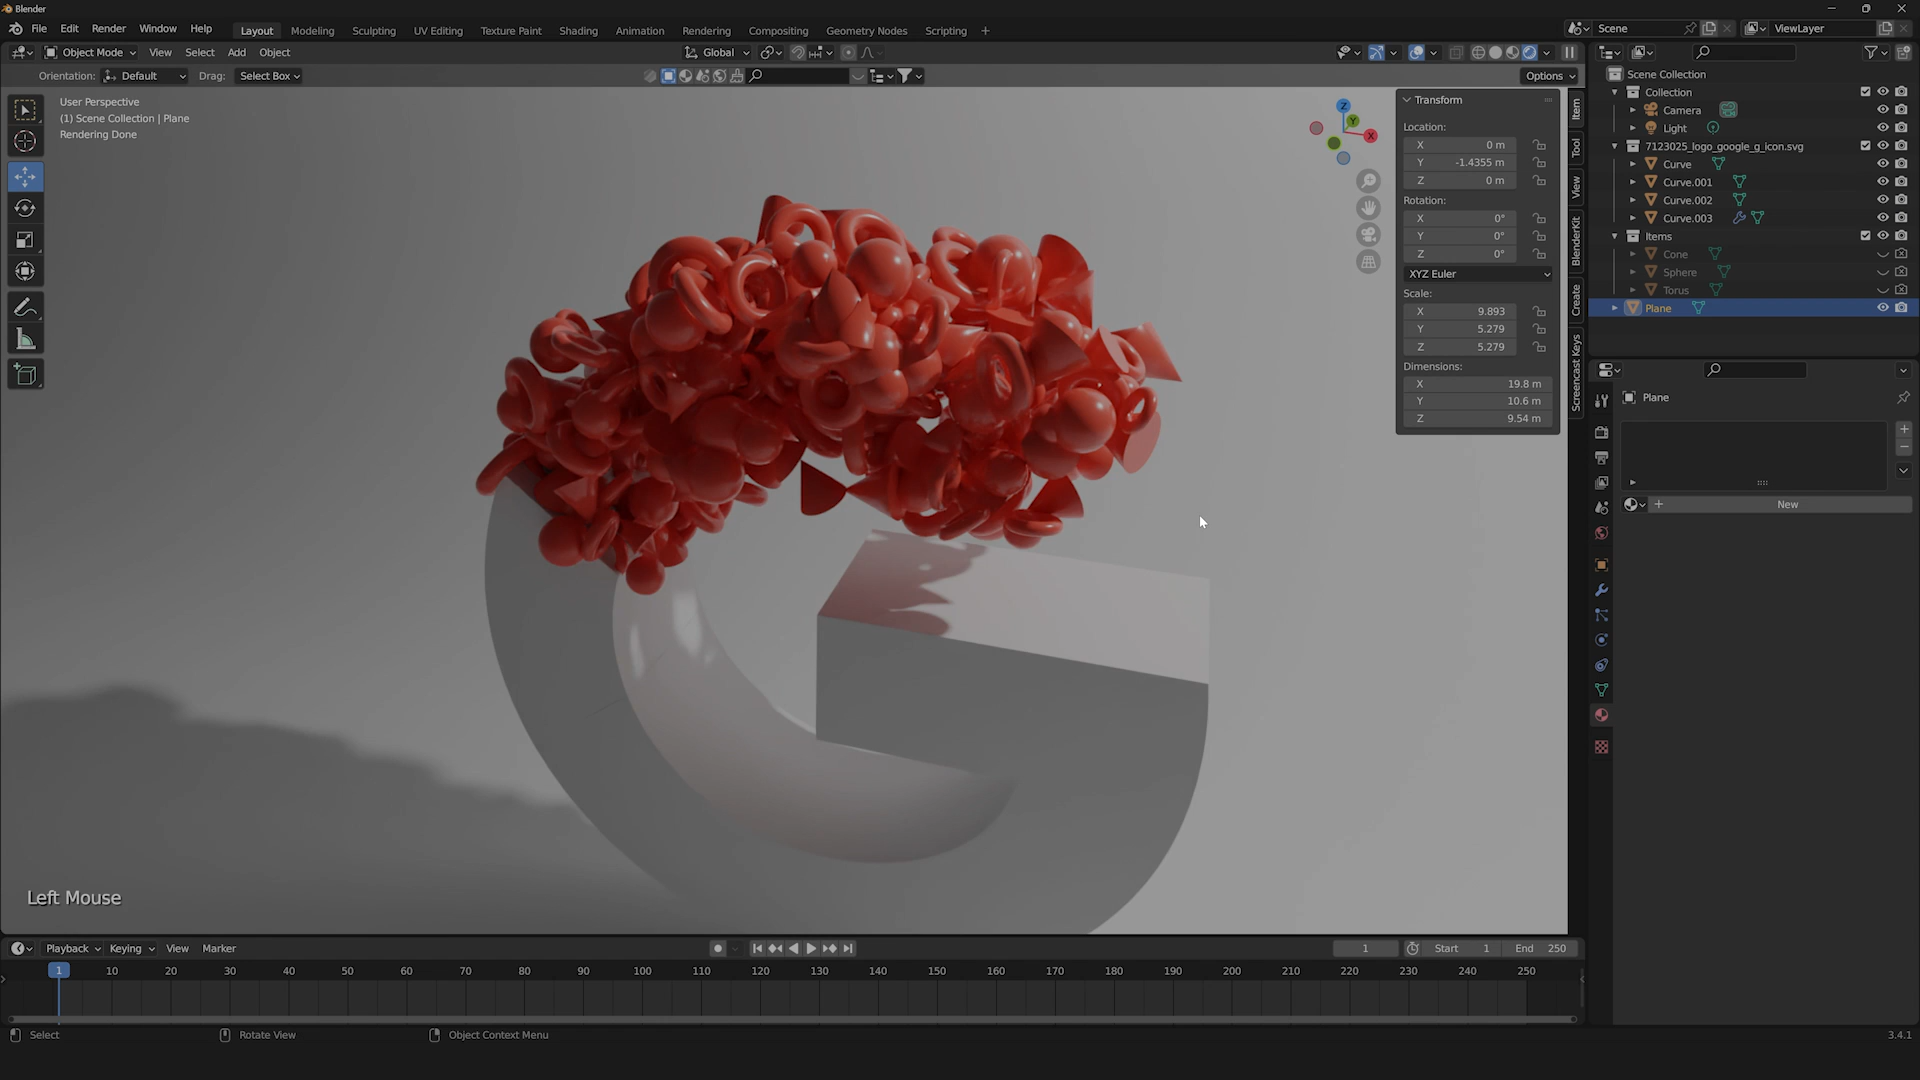 Blender
File Edit Render Window Help Layout Modeling Sculpting UV Editing Texture Paint Shading Animation Rendering Compositing Geometry Nodes Scripting + Scene ViewLayer
Object Mode View Select Add Object Global
Orientation: Default Drag: Select Box Options
User Perspective
(1) Scene Collection | Plane
Rendering Done
Z
Y
X
Transform
Location:
X 0 m
Y -1.4355 m
Z 0 m
Rotation:
X 0°
Y 0°
Z 0°
XYZ Euler
Scale:
X 9.893
Y 5.279
Z 5.279
Dimensions:
X 19.8 m
Y 10.6 m
Z 9.54 m
Item
Tool
View
BlenderKit
Create
Screencast Keys
Scene Collection
Collection
Camera
Light
7123025_logo_google_g_icon.svg
Curve
Curve.001
Curve.002
Curve.003
Items
Cone
Sphere
Torus
Plane
Plane
+ New
Left Mouse
Playback Keying View Marker 1 Start 1 End 250
1 10 20 30 40 50 60 70 80 90 100 110 120 130 140 150 160 170 180 190 200 210 220 230 240 250
Select Rotate View Object Context Menu 3.4.1